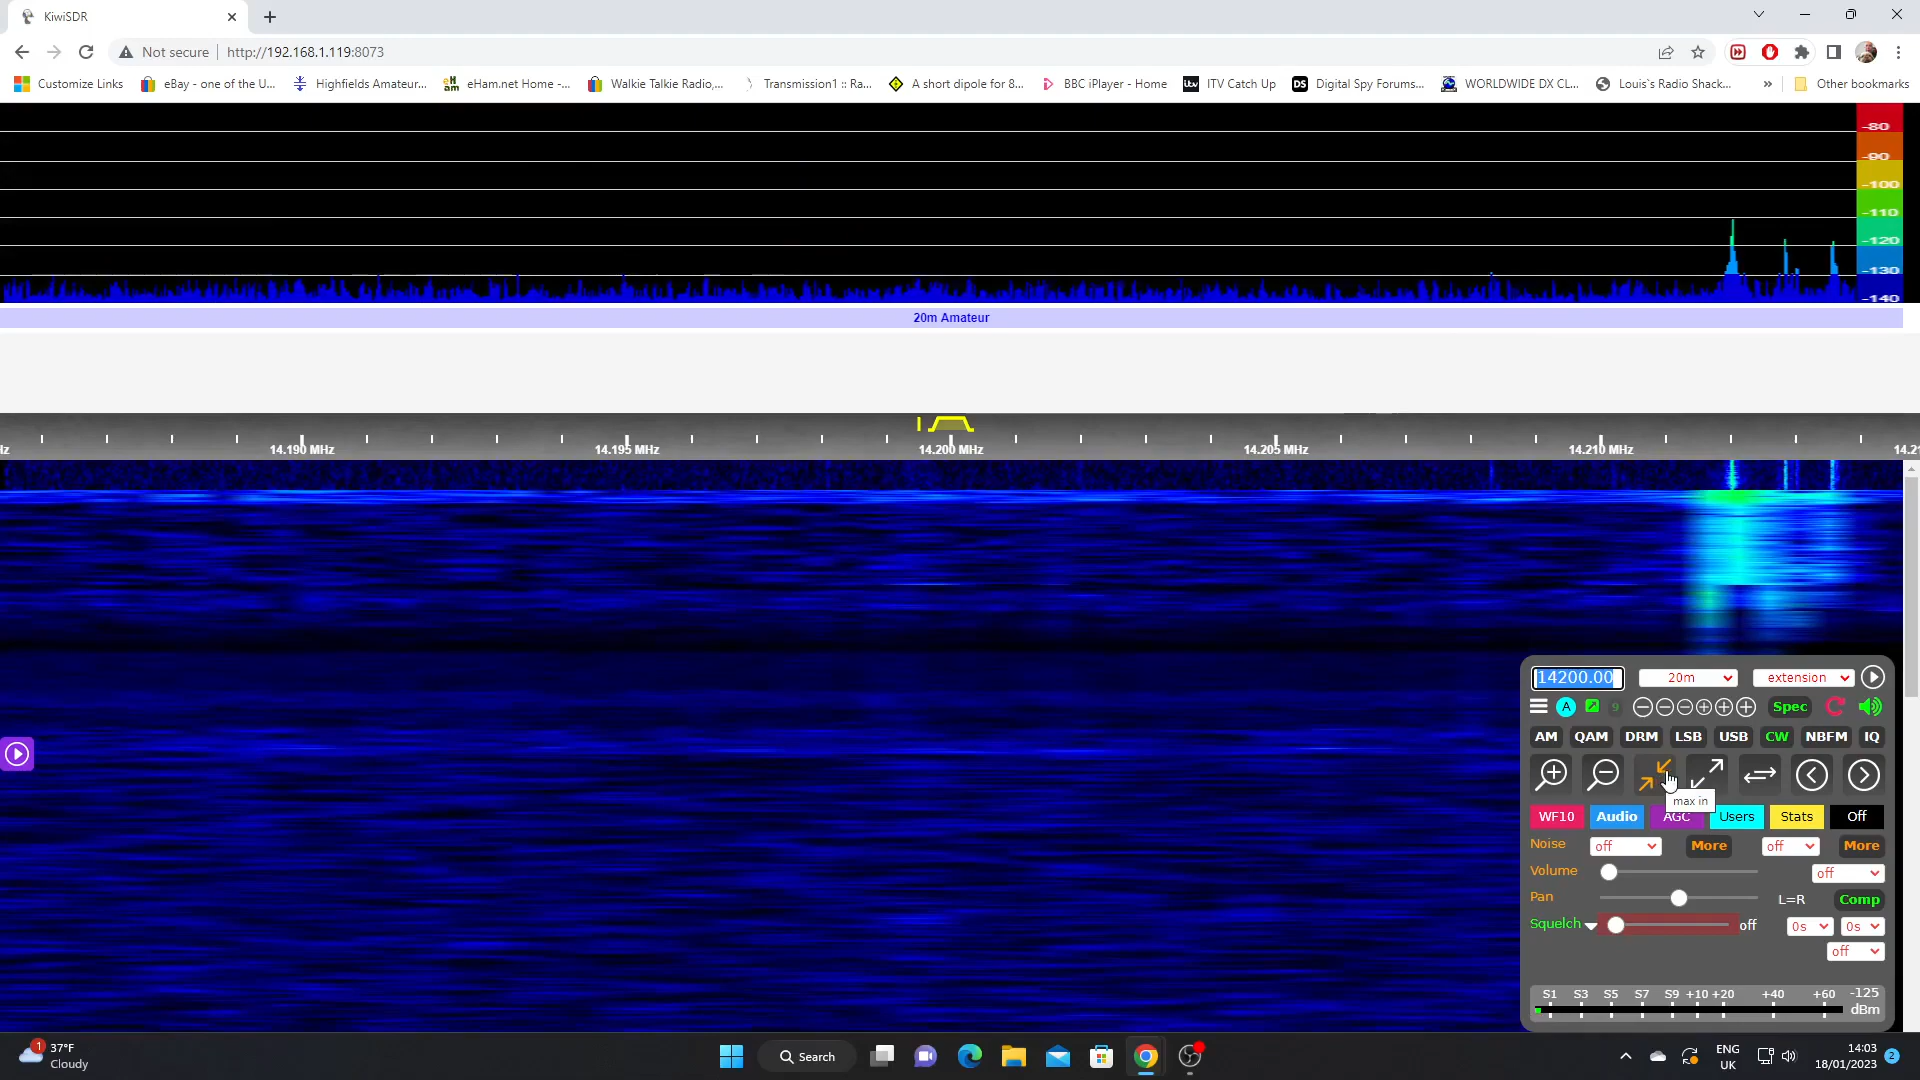 KiwiSDR
Not secure http://192.168.1.119:8073
Customize Links eBay - one of the U... Highfields Amateur... eHam.net Home -... Walkie Talkie Radio,... Transmission1 :: Ra... A short dipole for 8... BBC iPlayer - Home ITV Catch Up Digital Spy Forums... WORLDWIDE DX CL... Louis`s Radio Shack... » Other bookmarks
-80
-90
-100
-110
-120
-130
-140
20m Amateur
lz 14.190 MHz 14.195 MHz 14.200 MHz 14.205 MHz 14.210 MHz 14.21
14200.00 20m extension
A 9 Spec
AM QAM DRM LSB USB CW NBFM IQ
max in
WF10 Audio AGC Users Stats Off
Noise off More off More
Volume off
Pan L=R Comp
Squelch off 0s 0s
off
S1 S3 S5 S7 S9 +10 +20 +40 +60 -125
dBm
1 37°F
Cloudy
Search
ENG
UK
14:03
18/01/2023 2